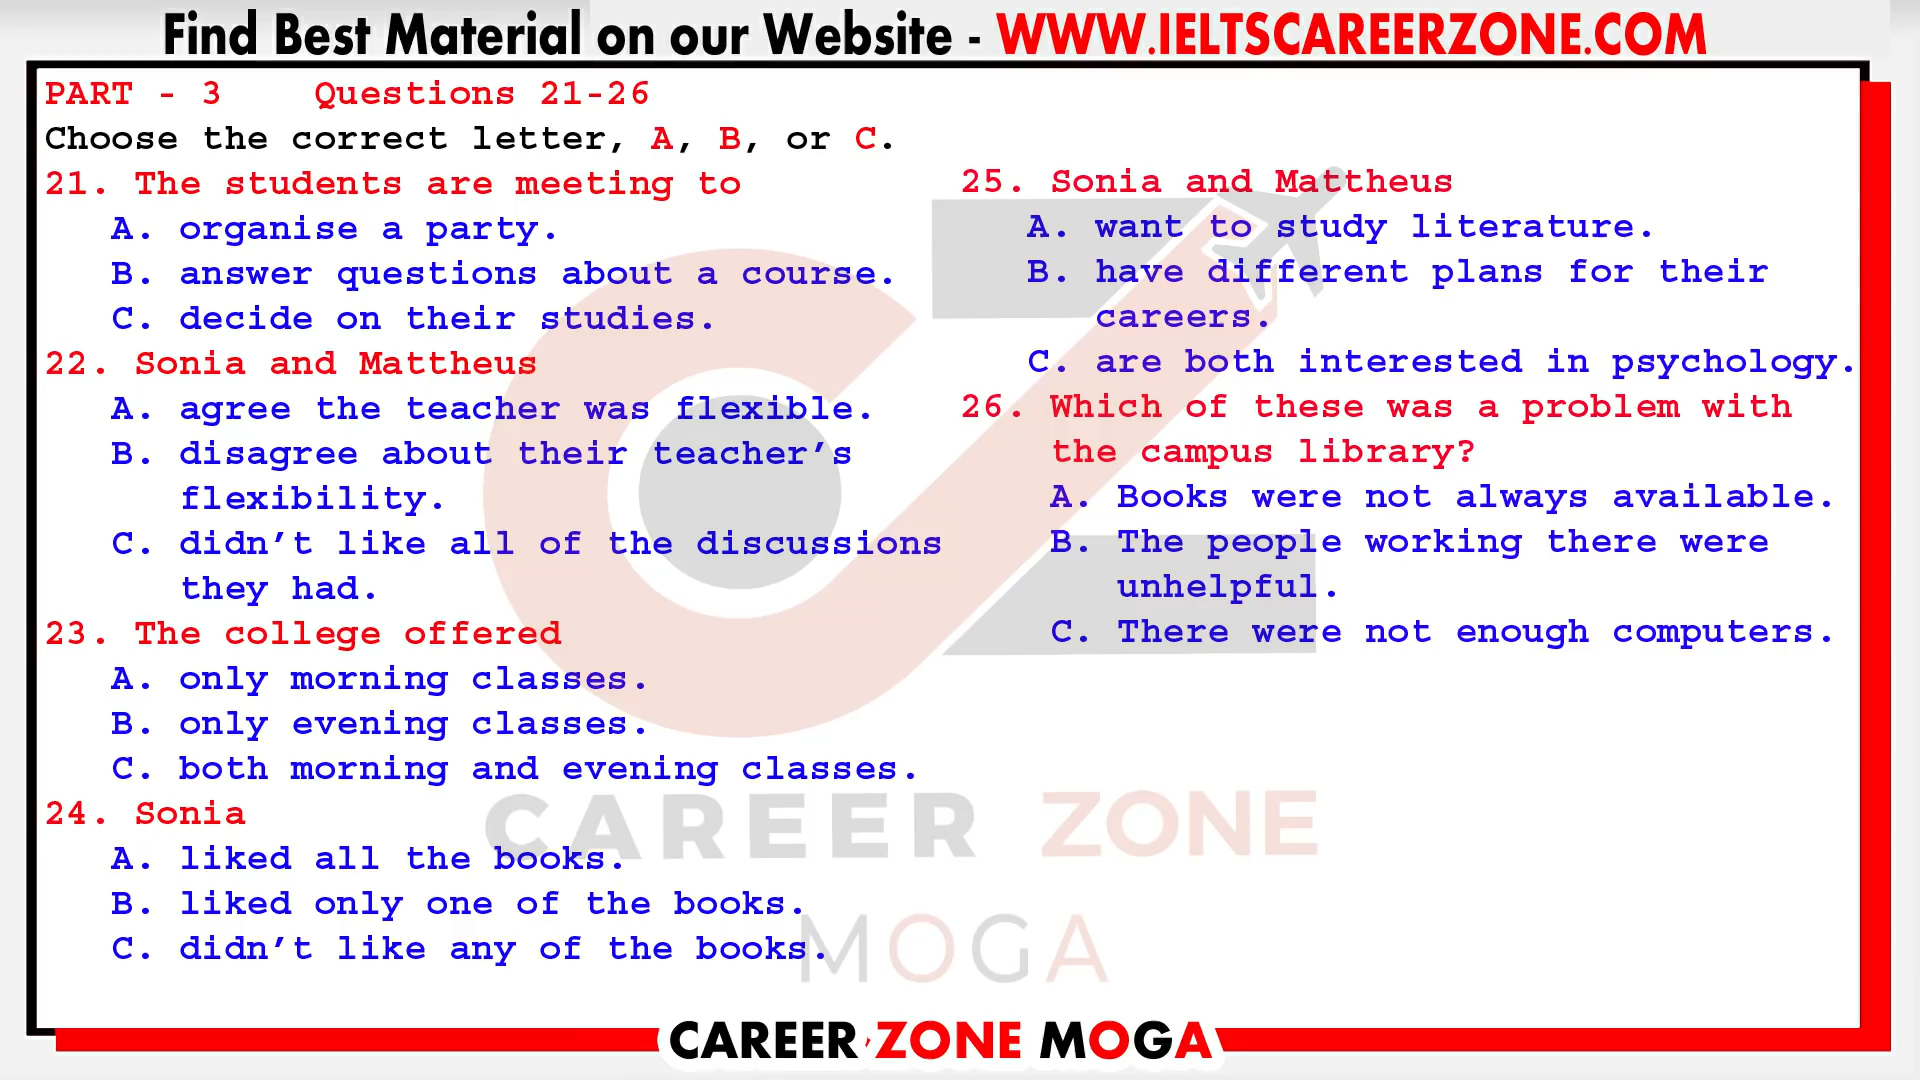 Find Best Material on our Website - WWW.IELTSCAREERZONE.COM
PART - 3 Questions 21-26
Choose the correct letter, A, B, or C.
21. The students are meeting to
A. organise a party.
B. answer questions about a course.
C. decide on their studies.
22. Sonia and Mattheus
A. agree the teacher was flexible.
B. disagree about their teacher’s
flexibility.
C. didn’t like all of the discussions
they had.
23. The college offered
A. only morning classes.
B. only evening classes.
C. both morning and evening classes.
24. Sonia
A. liked all the books.
B. liked only one of the books.
C. didn’t like any of the books.
25. Sonia and Mattheus
A. want to study literature.
B. have different plans for their
careers.
C. are both interested in psychology.
26. Which of these was a problem with
the campus library?
A. Books were not always available.
B. The people working there were
unhelpful.
C. There were not enough computers.
CAREER ZONE
MOGA
CAREER ZONE MOGA